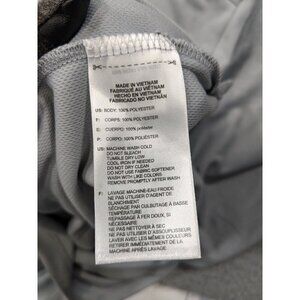 MADE IN VIETNAM
FABRIQUÉ AU VIÊTNAM
HECHO EN VIETNAM
FABRICADO NO VIETNAM
US: BODY: 100% POLYESTER
F: CORPS: 100% POLYESTER
E: CUERPO: 100% poliéster
P: CORPO: 100% POLIÉSTER
US: MACHINE WASH COLD
DO NOT BLEACH
TUMBLE DRY LOW
COOL IRON IF NEEDED
DO NOT DRY CLEAN
DO NOT USE FABRIC SOFTENER
WASH WITH LIKE COLORS
REMOVE PROMPTLY AFTER WASH
F: LAVAGE MACHINE-EAU FROIDE
NE PAS UTILISER D'AGENT DE
BLANCHIMENT
SÉCHAGE PAR CULBUTAGE À BASSE
TEMPÉRATURE
REPASSAGE À FER DOUX, SI
NÉCESSAIRE
NE PAS NETTOYER À SEC
NE PAS UTILISER D'ASSOUPLISSEUR
LAVER AVEC LES MÊMES COULEURS
RETIRER IMMÉDIATEMENT DE LA
MACHINE APRÈS LAVAGE